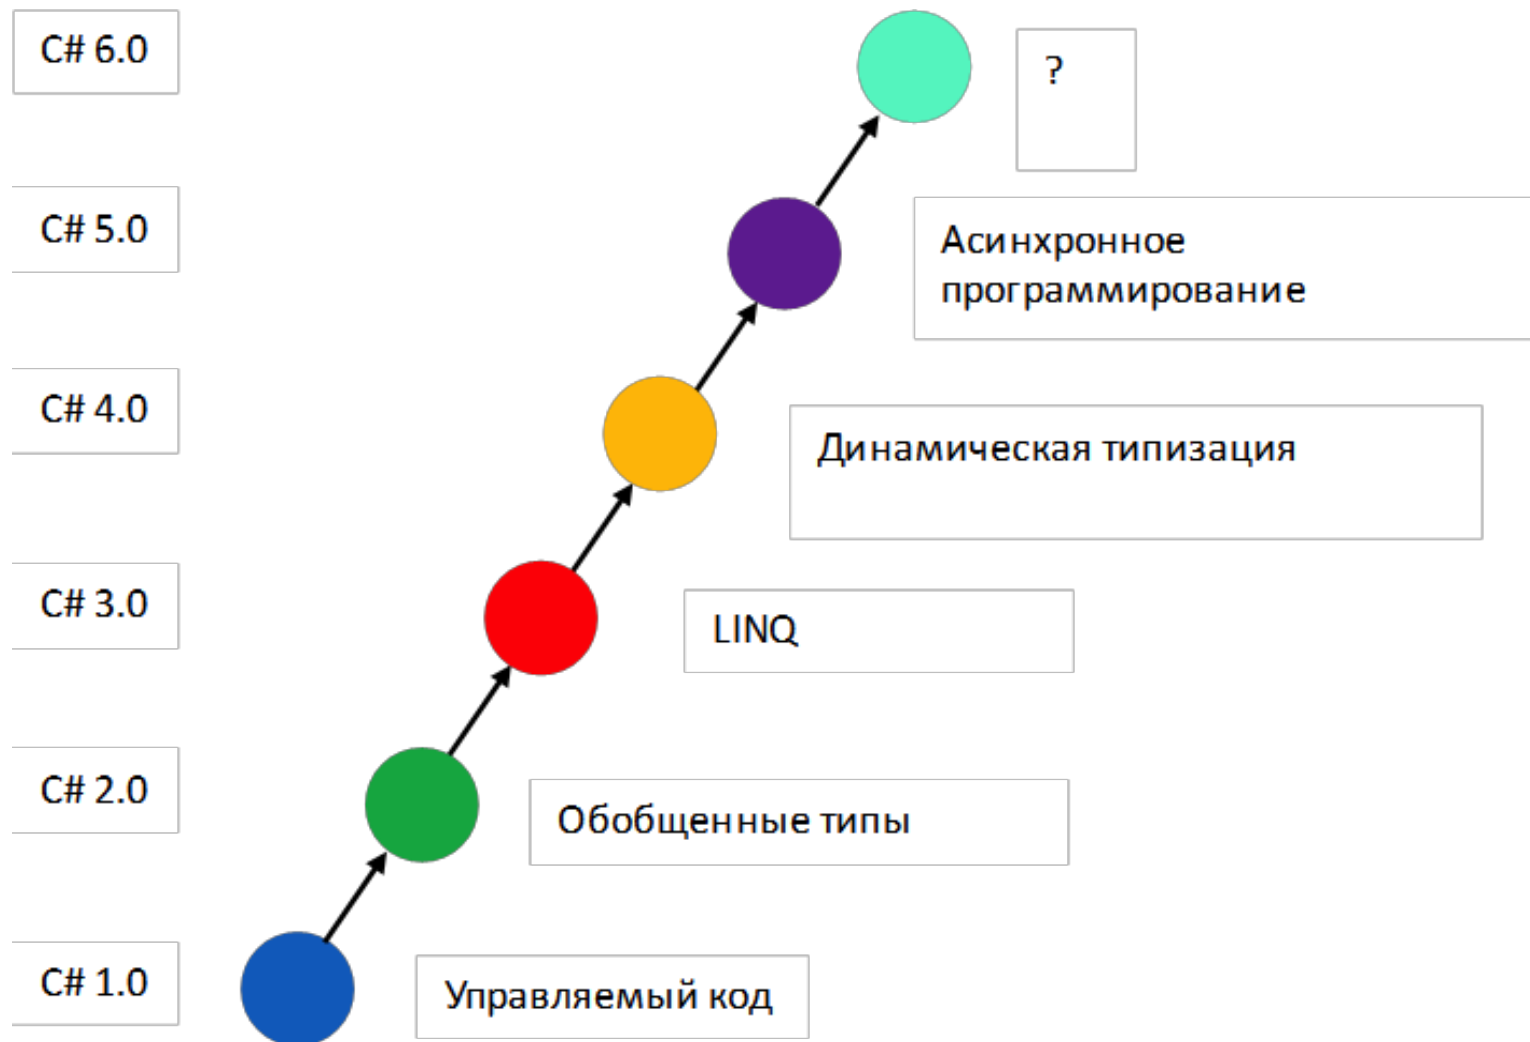 C# 6.0
?
C# 5.0
Асинхронное
программирование
C# 4.0
Динамическая типизация
C# 3.0
LINQ
C# 2.0
Обобщенные типы
C# 1.0
Управляемый код